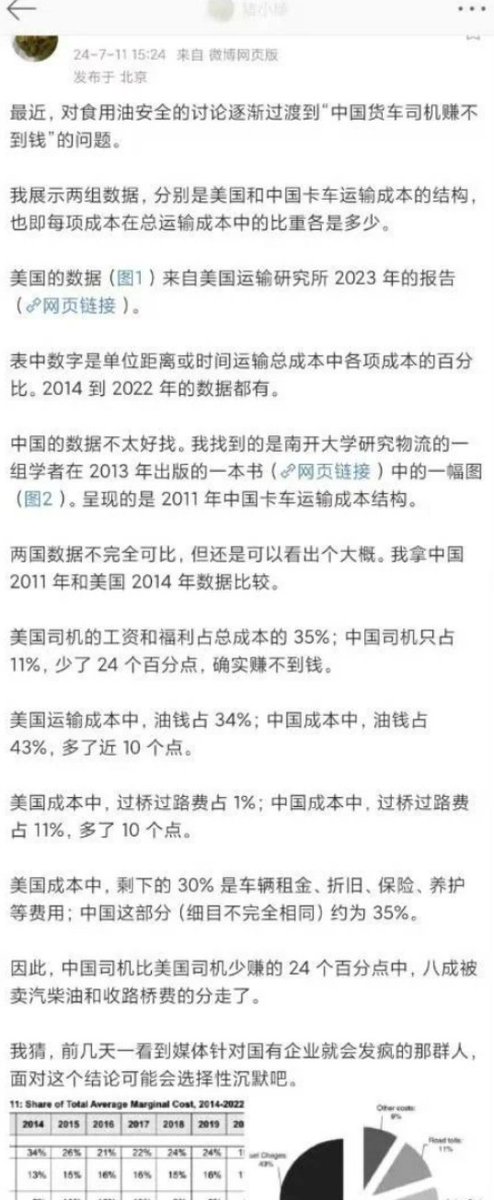 24-7-11 15:24 来自 微博网页版
发布于 北京
最近，对食用油安全的讨论逐渐过渡到“中国货车司机赚不
到钱”的问题。
我展示两组数据，分别是美国和中国卡车运输成本的结构，
也即每项成本在总运输成本中的比重各是多少。
美国的数据（图1）来自美国运输研究所 2023 年的报告
（网页链接）。
表中数字是单位距离或时间运输总成本中各项成本的百分
比。2014 到 2022 年的数据都有。
中国的数据不太好找。我找到的是南开大学研究物流的一
组学者在 2013 年出版的一本书（网页链接）中的一幅图
（图2）。呈现的是 2011 年中国卡车运输成本结构。
两国数据不完全可比，但还是可以看出个大概。我拿中国
2011 年和美国 2014 年数据比较。
美国司机的工资和福利占总成本的 35%；中国司机只占
11%，少了 24 个百分点，确实赚不到钱。
美国运输成本中，油钱占 34%；中国成本中，油钱占
43%，多了近 10 个点。
美国成本中，过桥过路费占 1%；中国成本中，过桥过路费
占 11%，多了 10 个点。
美国成本中，剩下的 30% 是车辆租金、折旧、保险、养护
等费用；中国这部分（细目不完全相同）约为 35%。
因此，中国司机比美国司机少赚的 24 个百分点中，八成被
卖汽柴油和收路桥费的分走了。
我猜，前几天一看到媒体针对国有企业就会发疯的那群人，
面对这个结论可能会选择性沉默吧。
11: Share of Total Average Marginal Cost, 2014-2022
2014 2015 2016 2017 2018 2019 20
34% 26% 21% 22% 24% 24% 1
13% 15% 16% 16% 15% 16% 1
Other costs
Road tolls
11%
uel Charges
43%